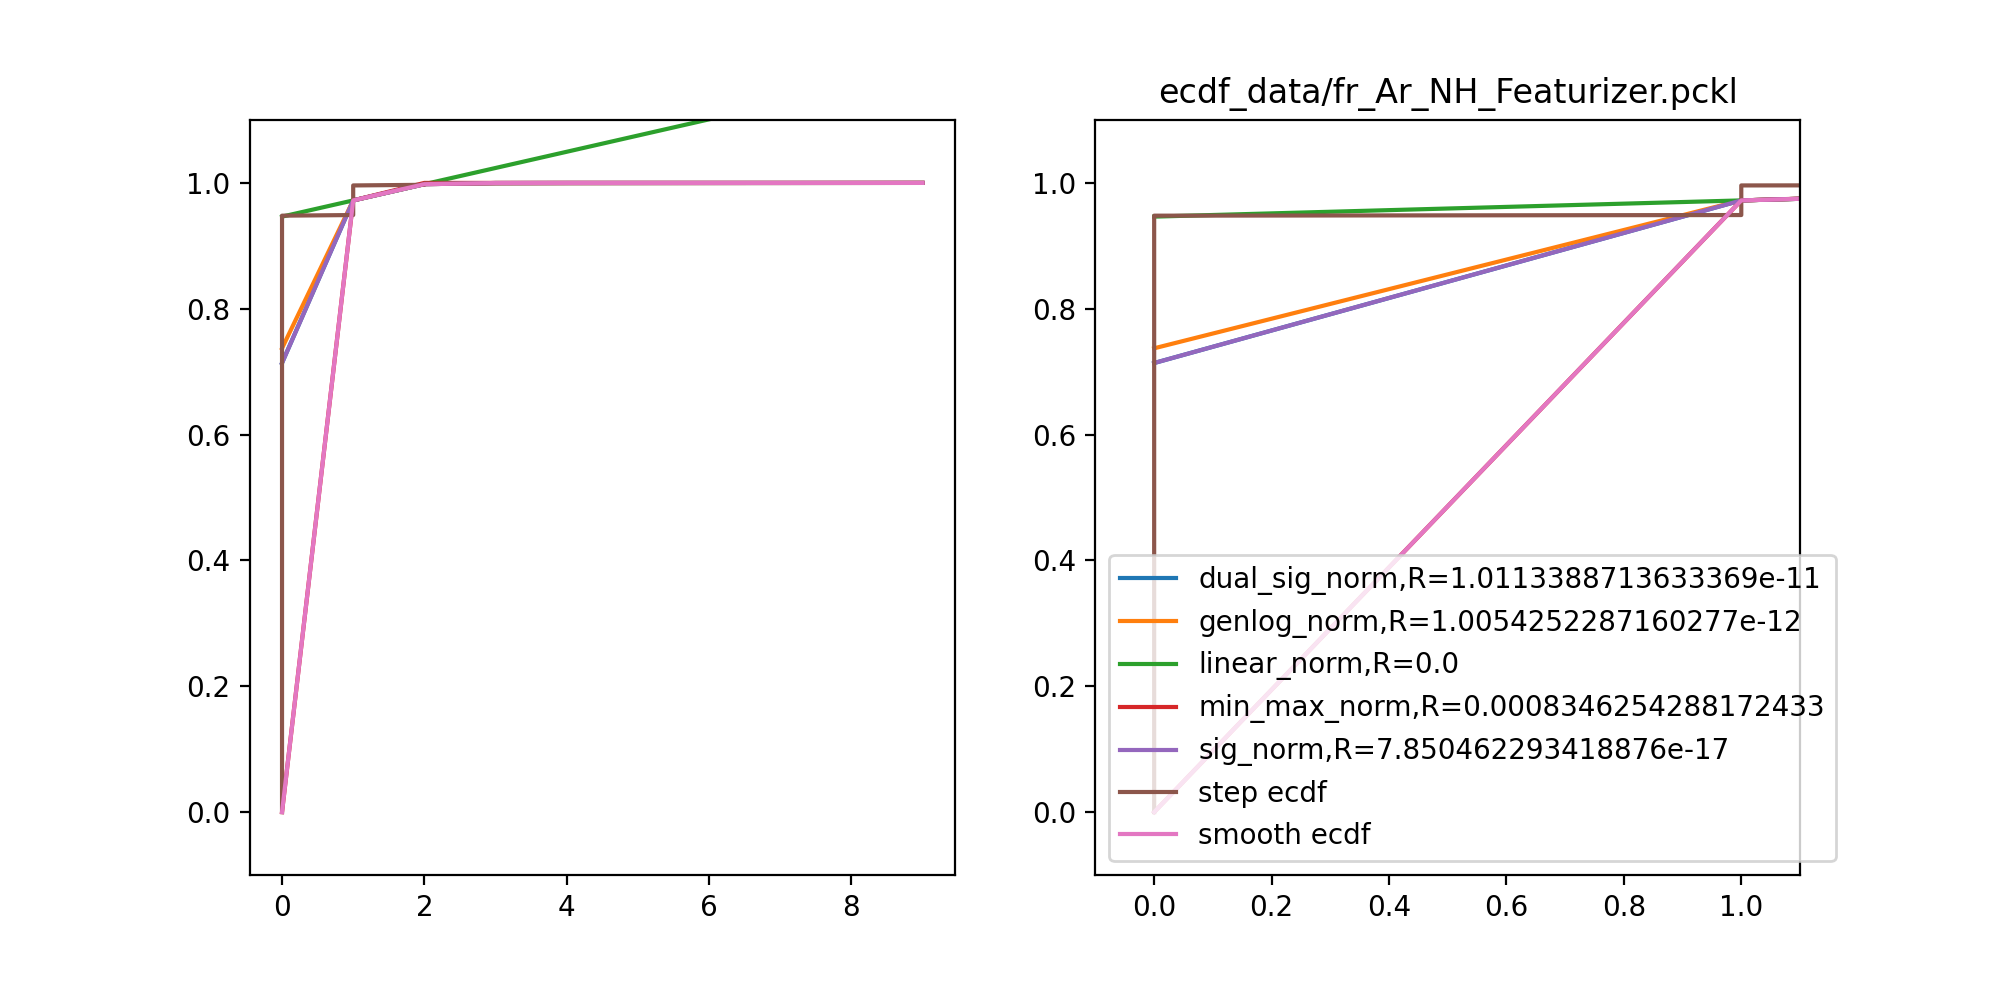 ecdf_data/fr_Ar_NH_Featurizer.pckl
1.0
0.8
0.6
0.4
0.2
0.0
0 2 4 6 8
1.0
0.8
0.6
0.4
0.2
0.0
0.0 0.2 0.4 0.6 0.8 1.0
dual_sig_norm,R=1.0113388713633369e-11
genlog_norm,R=1.0054252287160277e-12
linear_norm,R=0.0
min_max_norm,R=0.0008346254288172433
sig_norm,R=7.850462293418876e-17
step ecdf
smooth ecdf